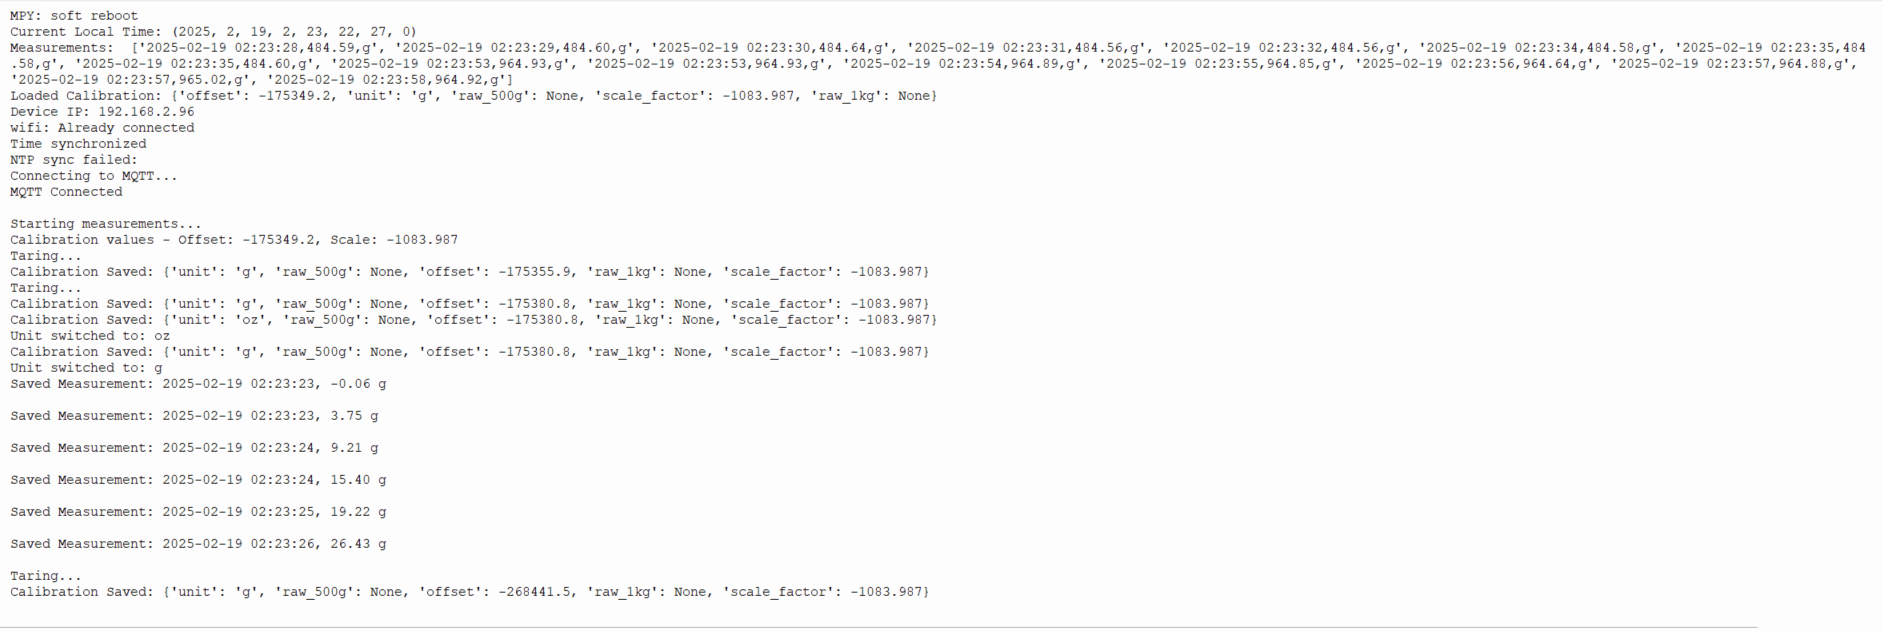 MPY: soft reboot
Current Local Time: (2025, 2, 19, 2, 23, 22, 27, 0)
Measurements:  ['2025-02-19 02:23:28,484.59,g', '2025-02-19 02:23:29,484.60,g', '2025-02-19 02:23:30,484.64,g', '2025-02-19 02:23:31,484.56,g', '2025-02-19 02:23:32,484.56,g', '2025-02-19 02:23:34,484.58,g', '2025-02-19 02:23:35,484
.58,g', '2025-02-19 02:23:35,484.60,g', '2025-02-19 02:23:53,964.93,g', '2025-02-19 02:23:53,964.93,g', '2025-02-19 02:23:54,964.89,g', '2025-02-19 02:23:55,964.85,g', '2025-02-19 02:23:56,964.64,g', '2025-02-19 02:23:57,964.88,g',
'2025-02-19 02:23:57,965.02,g', '2025-02-19 02:23:58,964.92,g']
Loaded Calibration: {'offset': -175349.2, 'unit': 'g', 'raw_500g': None, 'scale_factor': -1083.987, 'raw_1kg': None}
Device IP: 192.168.2.96
wifi: Already connected
Time synchronized
NTP sync failed:
Connecting to MQTT...
MQTT Connected
Starting measurements...
Calibration values - Offset: -175349.2, Scale: -1083.987
Taring...
Calibration Saved: {'unit': 'g', 'raw_500g': None, 'offset': -175355.9, 'raw_1kg': None, 'scale_factor': -1083.987}
Taring...
Calibration Saved: {'unit': 'g', 'raw_500g': None, 'offset': -175380.8, 'raw_1kg': None, 'scale_factor': -1083.987}
Calibration Saved: {'unit': 'oz', 'raw_500g': None, 'offset': -175380.8, 'raw_1kg': None, 'scale_factor': -1083.987}
Unit switched to: oz
Calibration Saved: {'unit': 'g', 'raw_500g': None, 'offset': -175380.8, 'raw_1kg': None, 'scale_factor': -1083.987}
Unit switched to: g
Saved Measurement: 2025-02-19 02:23:23, -0.06 g
Saved Measurement: 2025-02-19 02:23:23, 3.75 g
Saved Measurement: 2025-02-19 02:23:24, 9.21 g
Saved Measurement: 2025-02-19 02:23:24, 15.40 g
Saved Measurement: 2025-02-19 02:23:25, 19.22 g
Saved Measurement: 2025-02-19 02:23:26, 26.43 g
Taring...
Calibration Saved: {'unit': 'g', 'raw_500g': None, 'offset': -268441.5, 'raw_1kg': None, 'scale_factor': -1083.987}